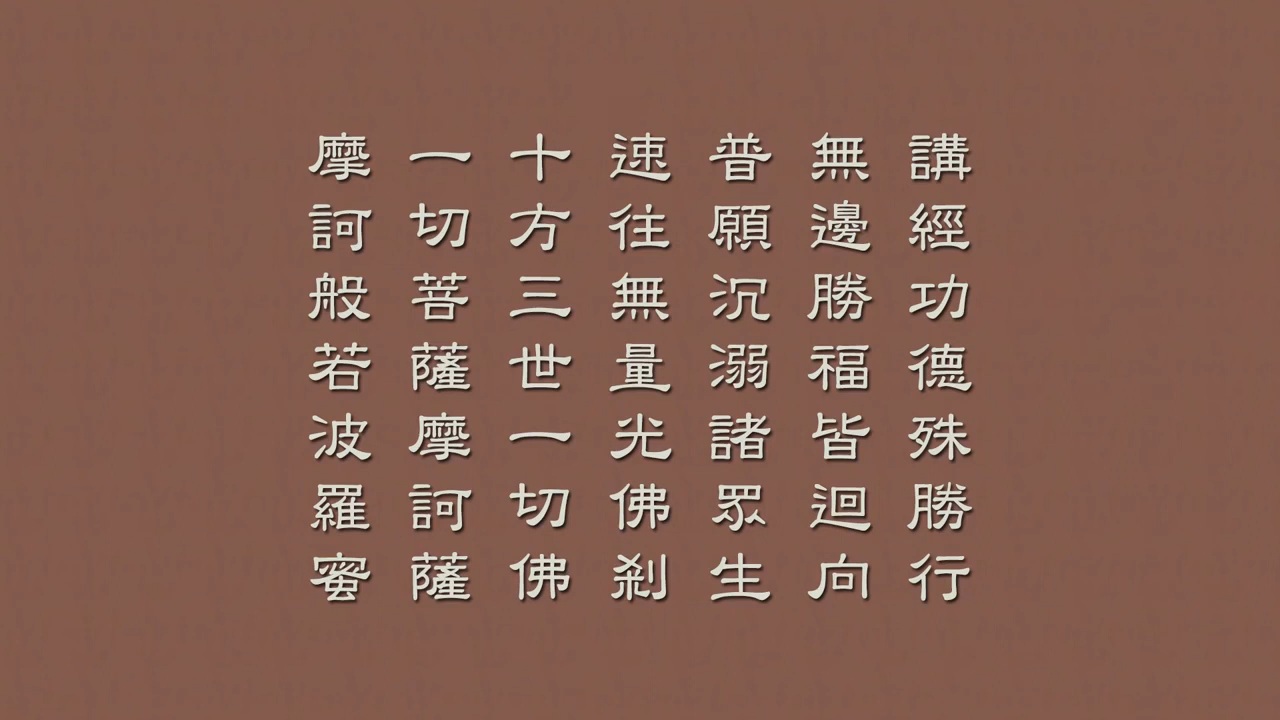 講經功德殊勝行
無邊勝福皆迴向
普願沉溺諸眾生
速往無量光佛剎
十方三世一切佛
一切菩薩摩訶薩
摩訶般若波羅蜜